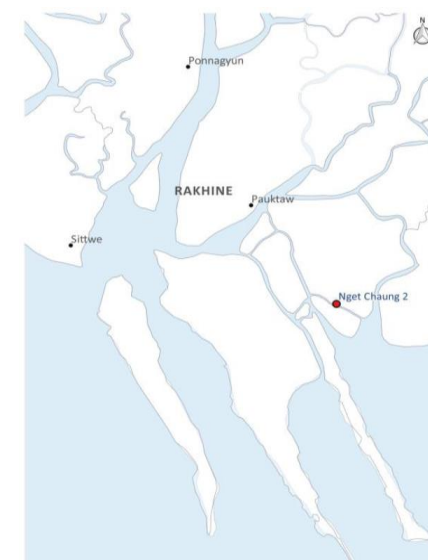 N
Ponnagyun
RAKHINE
Pauktaw
Sittwe
Nget Chaung 2